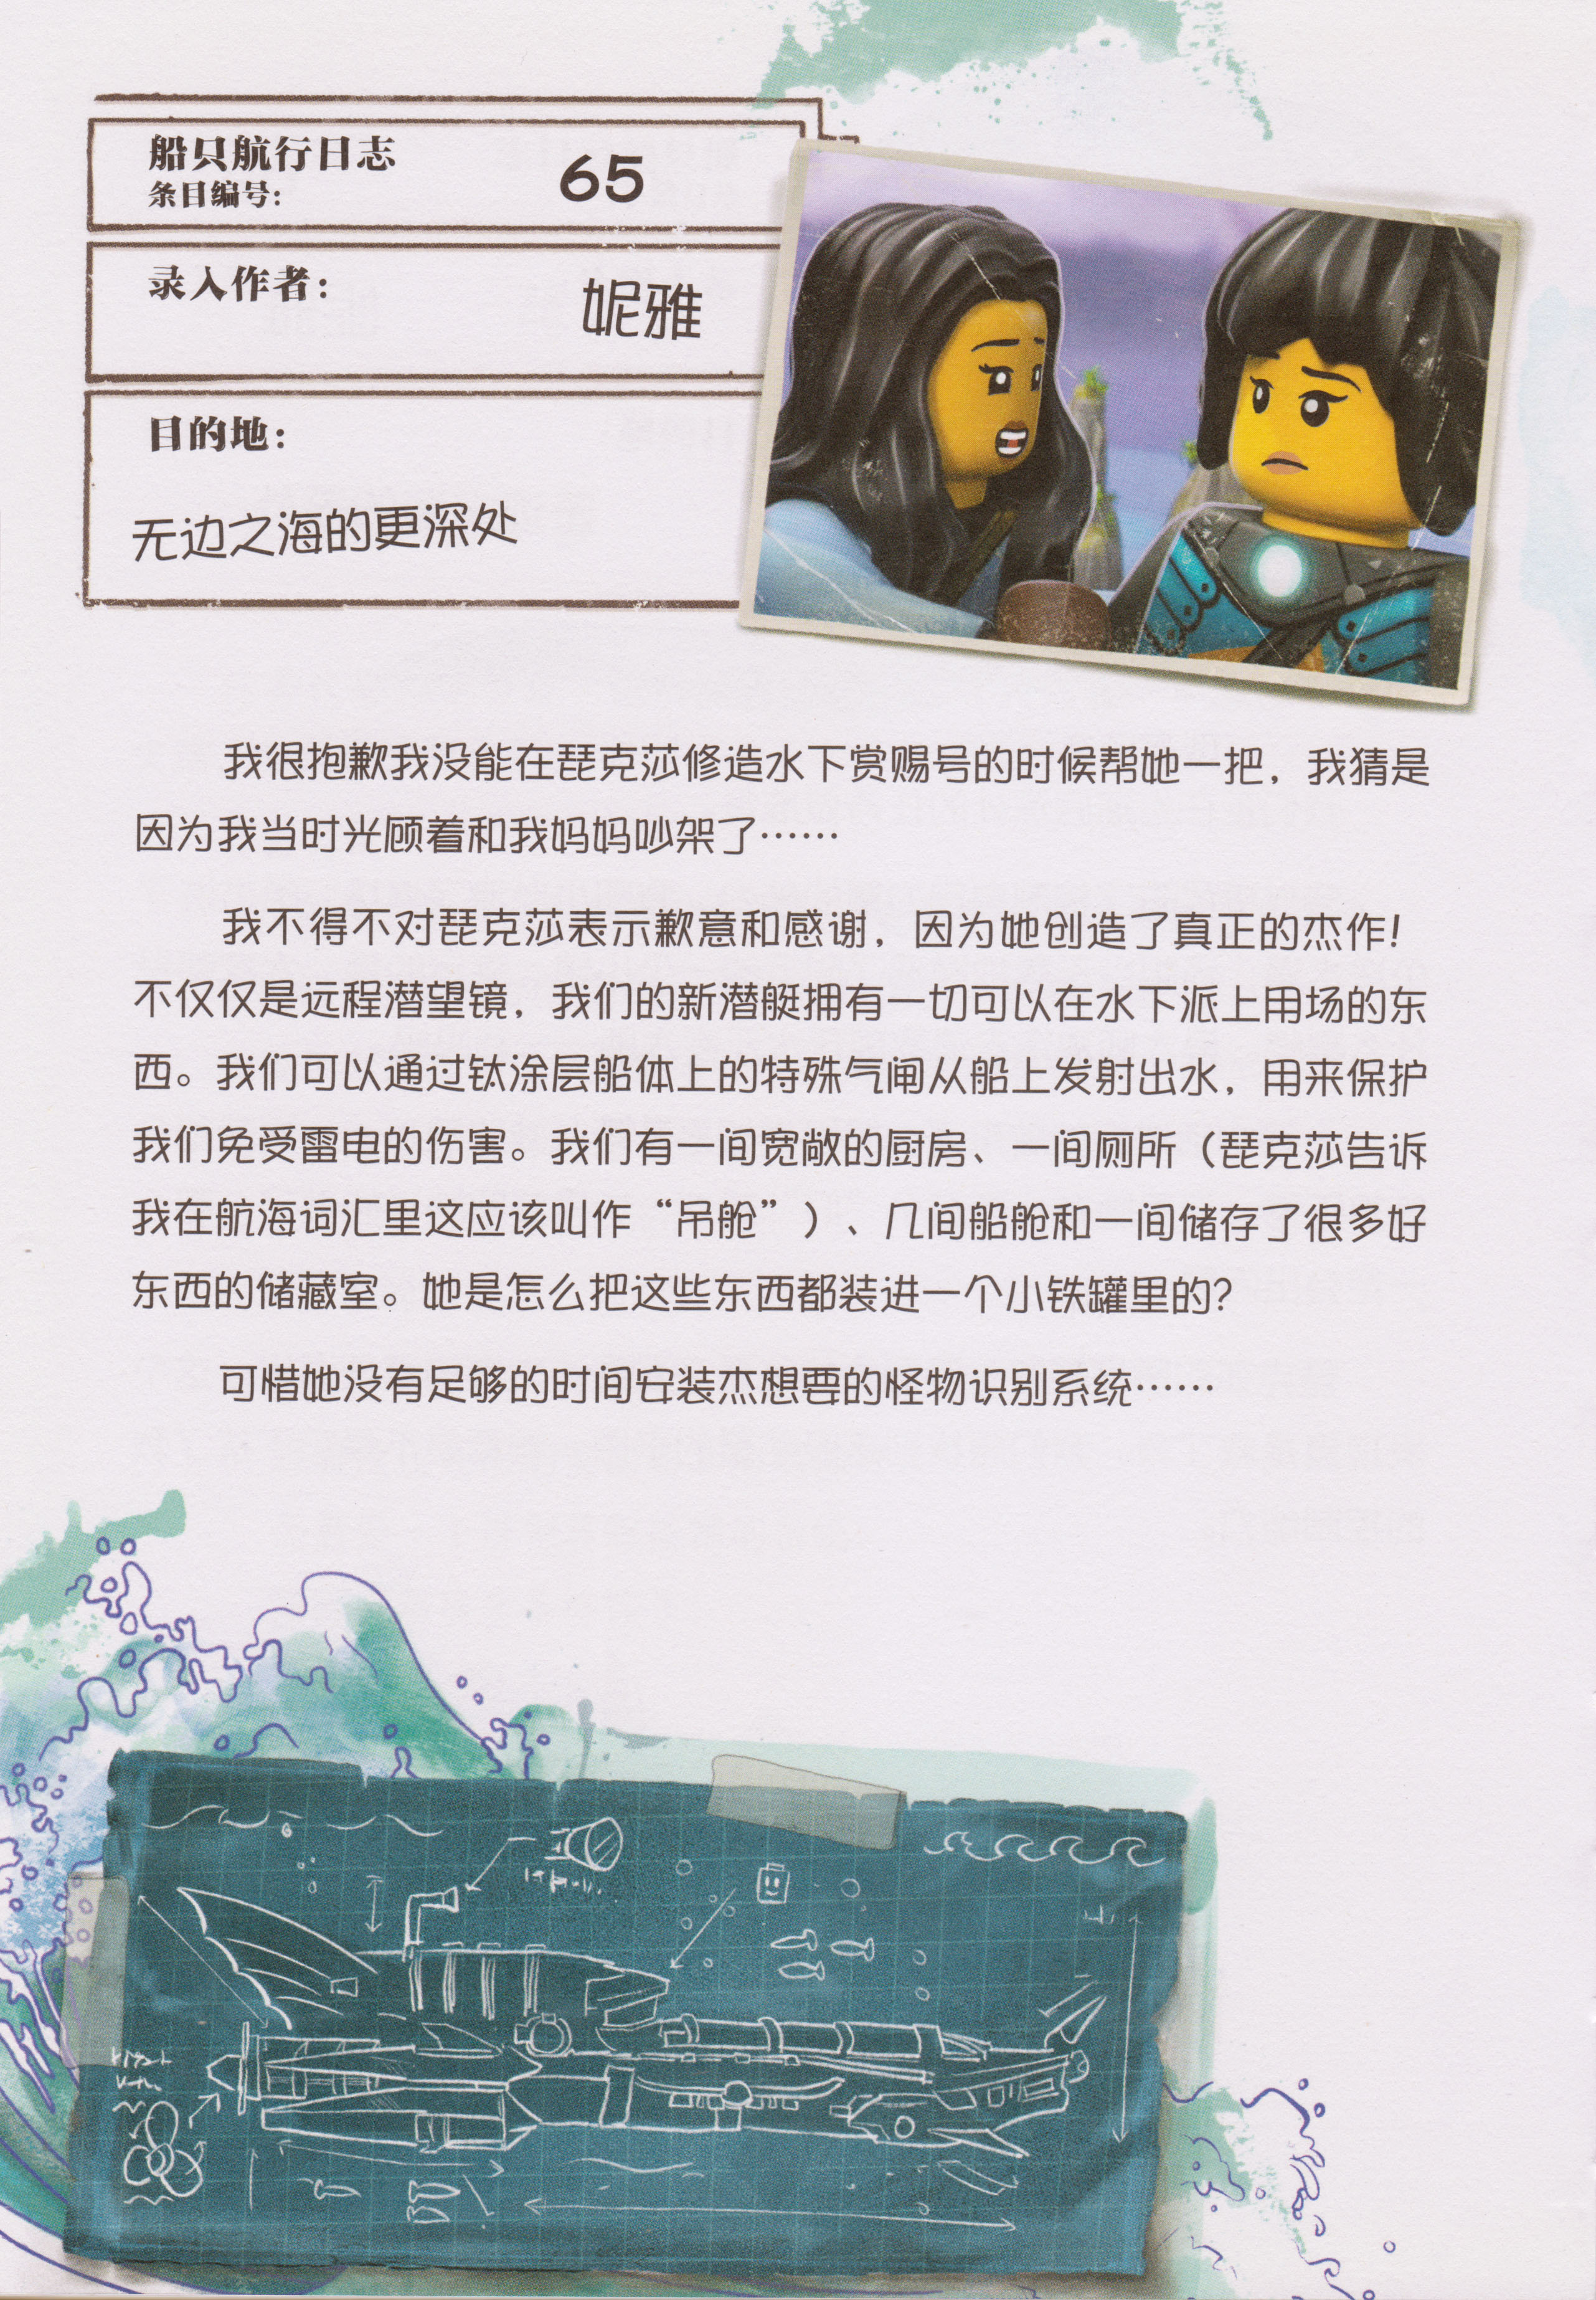 船只航行日志
条目编号：
65
录入作者：
妮雅
目的地：
无边之海的更深处
我很抱歉我没能在琵克莎修造水下赏赐号的时候帮她一把，我猜是
因为我当时光顾着和我妈妈吵架了……
我不得不对琵克莎表示歉意和感谢，因为她创造了真正的杰作！
不仅仅是远程潜望镜，我们的新潜艇拥有一切可以在水下派上用场的东
西。我们可以通过钛涂层船体上的特殊气闸从船上发射出水，用来保护
我们免受雷电的伤害。我们有一间宽敞的厨房、一间厕所（琵克莎告诉
我在航海词汇里这应该叫作“吊舱”）、几间船舱和一间储存了很多好
东西的储藏室。她是怎么把这些东西都装进一个小铁罐里的？
可惜她没有足够的时间安装杰想要的怪物识别系统……